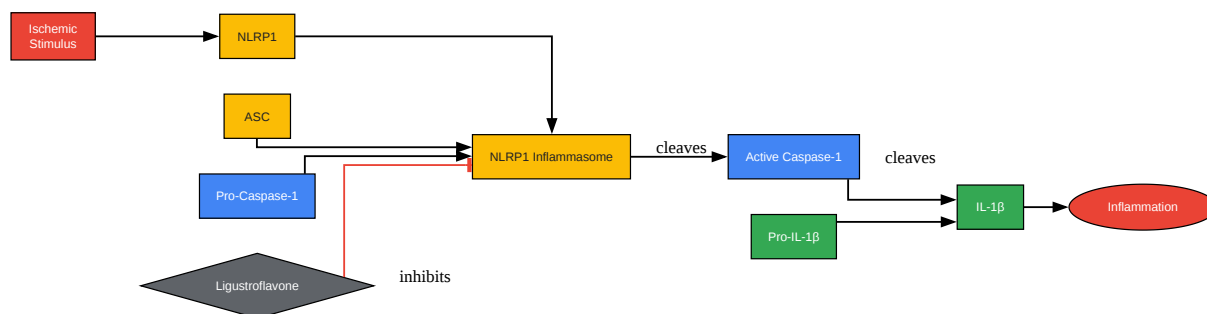 Ischemic
Stimulus
NLRP1
ASC
NLRP1 Inflammasome
cleaves
Active Caspase-1
cleaves
Pro-Caspase-1
IL-1β
Inflammation
Pro-IL-1β
Ligustroflavone
inhibits